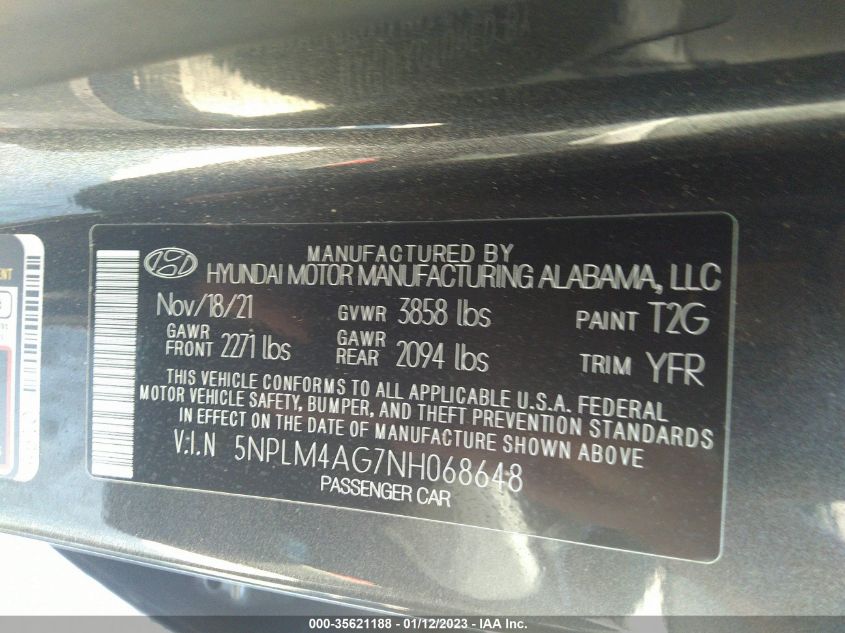 MANUFACTURED BY
HYUNDAI MOTOR MANUFACTURING ALABAMA, LLC
Nov/18/21 GVWR 3858 lbs PAINT T2G
GAWR FRONT 2271 lbs GAWR REAR 2094 lbs TRIM YFR
THIS VEHICLE CONFORMS TO ALL APPLICABLE U.S.A. FEDERAL
MOTOR VEHICLE SAFETY, BUMPER, AND THEFT PREVENTION STANDARDS
IN EFFECT ON THE DATE OF MANUFACTURE SHOWN ABOVE
V.I.N 5NPLM4AG7NH068648
PASSENGER CAR
000-35621188 - 01/12/2023 - IAA Inc.